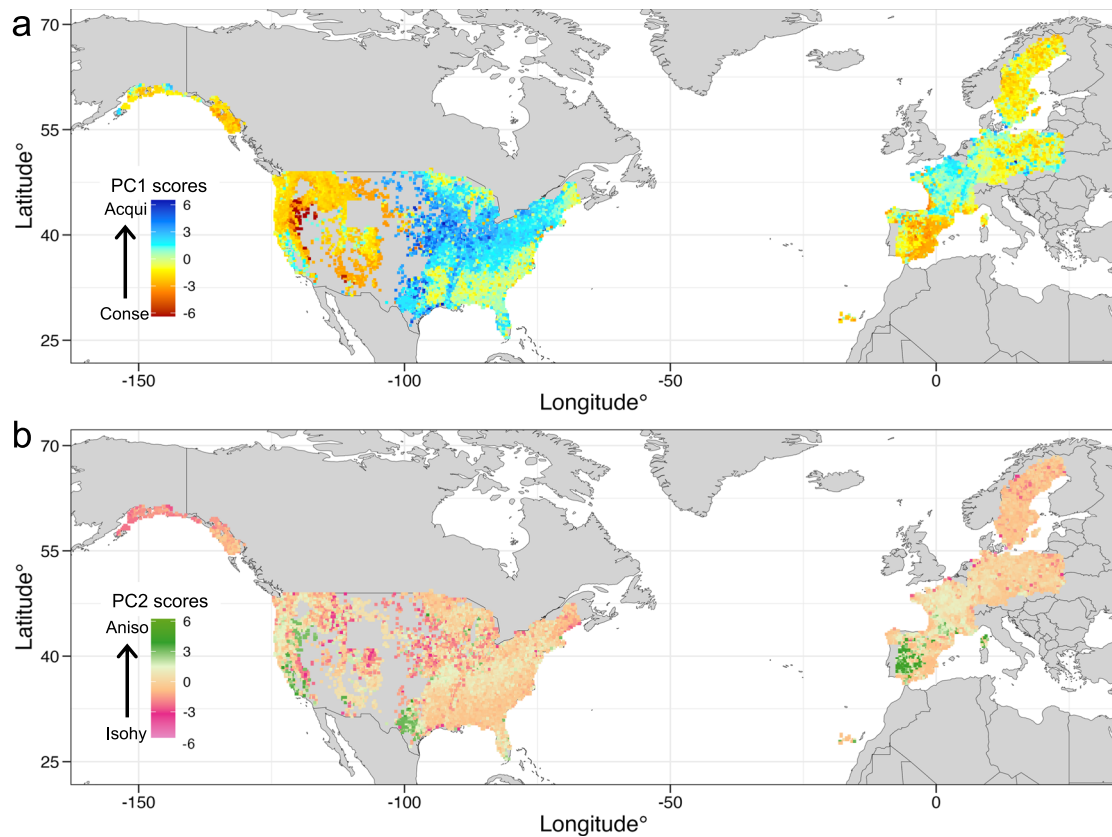 a
70
55
40
25
Latitude°
PC1 scores
Acqui
6
3
0
-3
-6
Conse
-150
-100
-50
0
Longitude°
b
70
55
40
25
Latitude°
PC2 scores
Aniso
6
3
0
-3
-6
Isohy
-150
-100
-50
0
Longitude°